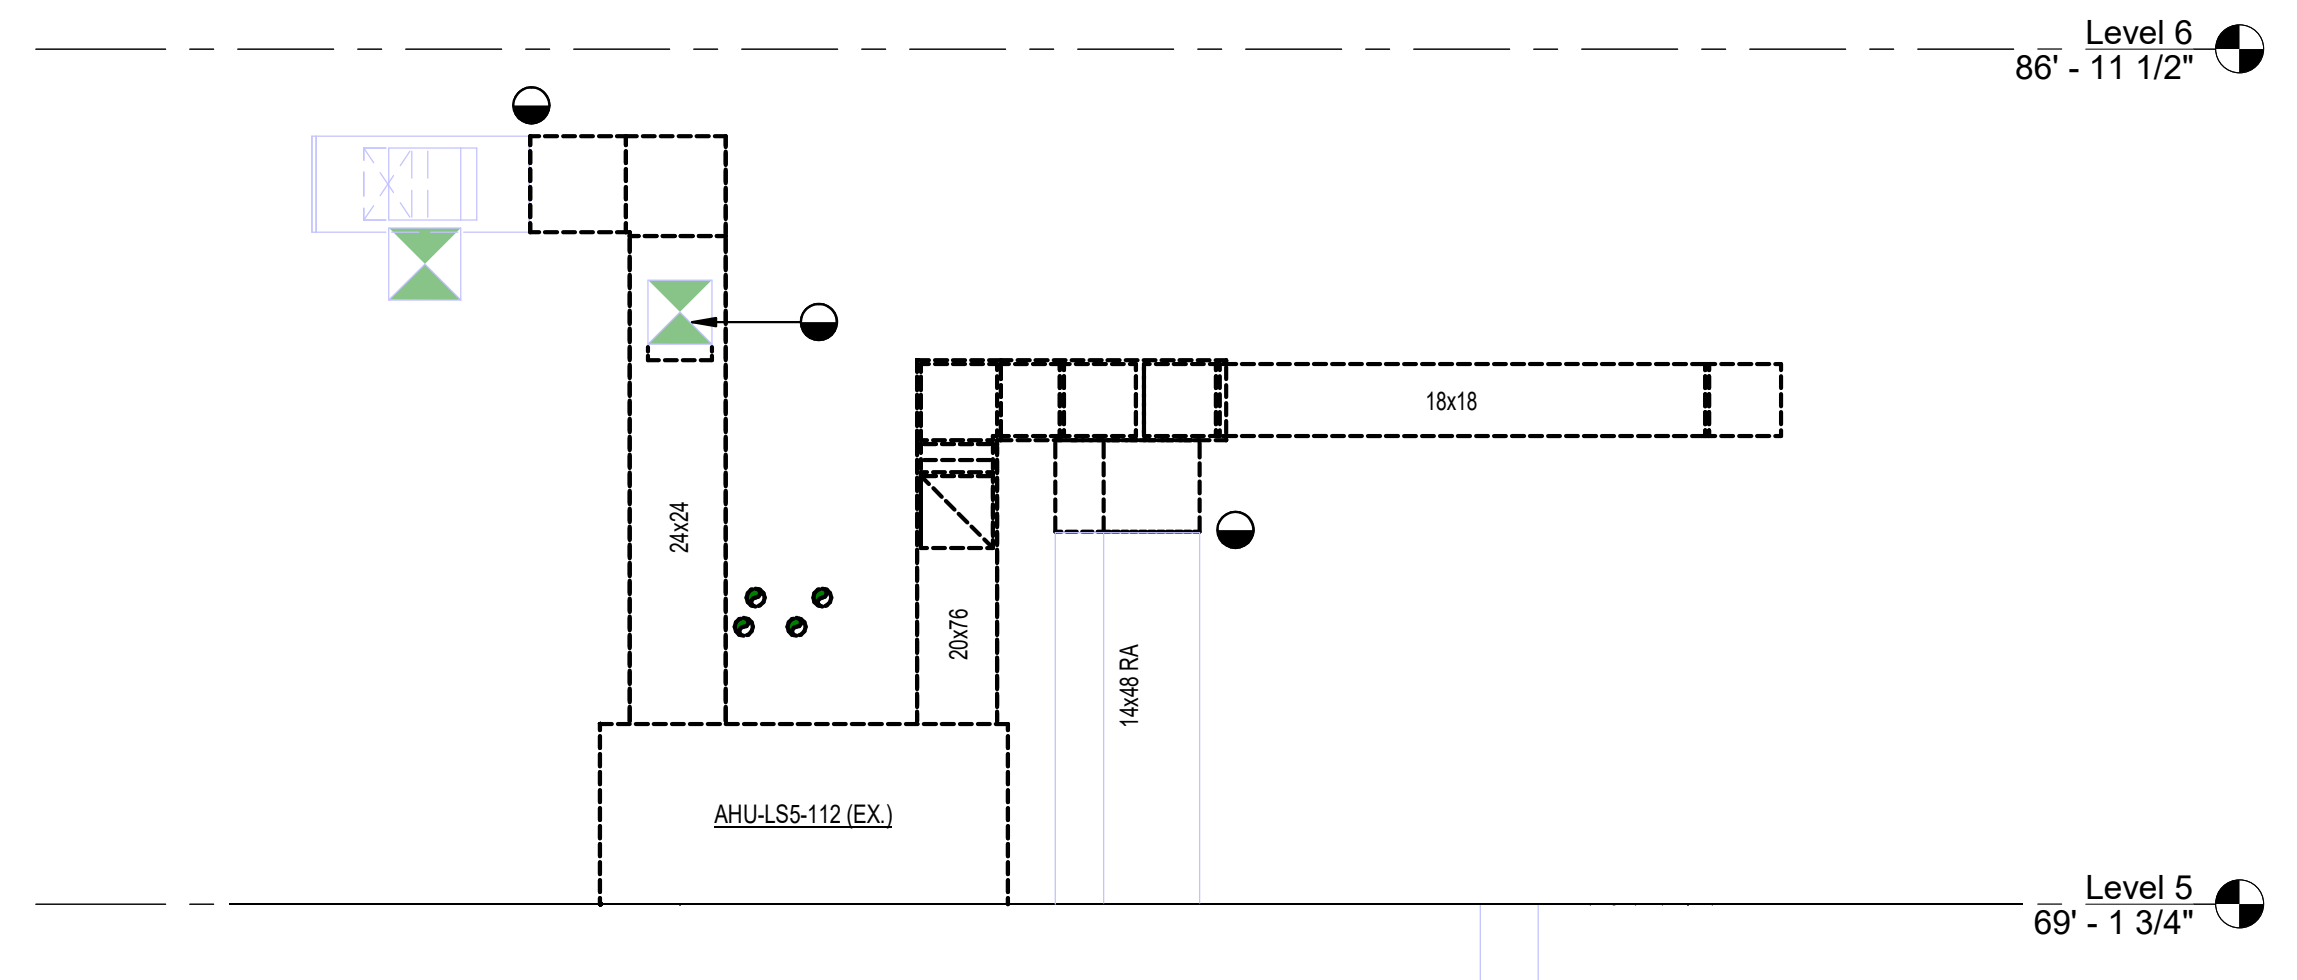 Level 6
86' - 11 1/2"
18x18
24x24
20x76
14x48 RA
AHU-LS5-112 (EX.)
Level 5
69' - 1 3/4"